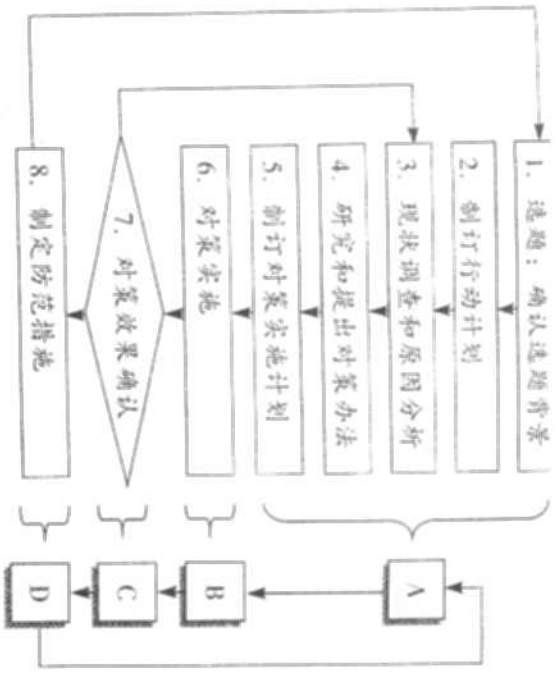 1. 选题；确认选题背景
2. 制订行动计划
3. 现状调查和原因分析
4. 研究和提出对策办法
5. 制订对策实施计划
6. 对策实施
7. 对策效果确认
8. 制定防范措施
A
B
C
D